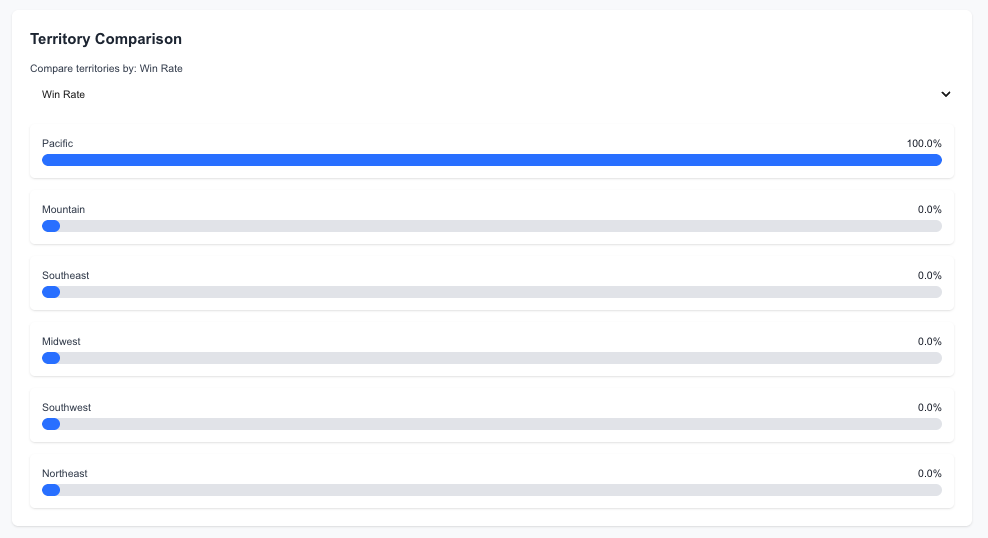 Territory Comparison
Compare territories by: Win Rate
Win Rate
Pacific 100.0%
Mountain 0.0%
Southeast 0.0%
Midwest 0.0%
Southwest 0.0%
Northeast 0.0%